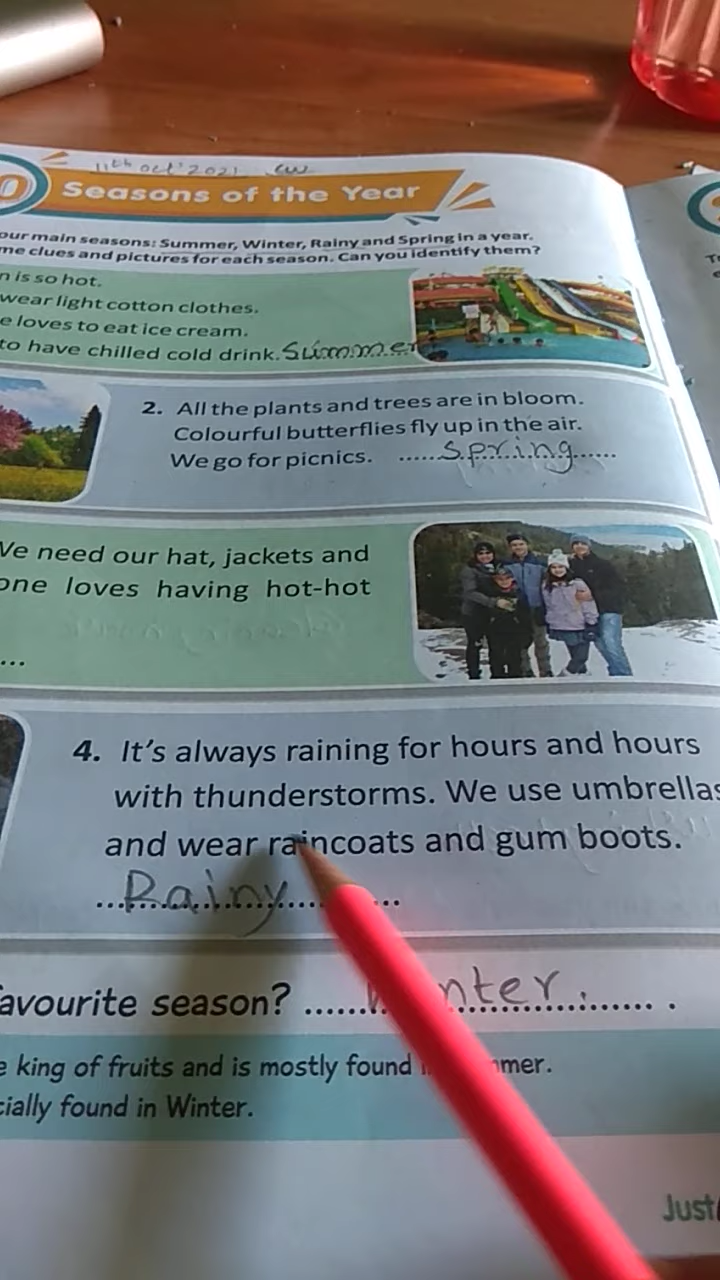 11th Oct' 2021 CW
Seasons of the Year
our main seasons: Summer, Winter, Rainy and Spring in a year.
me clues and pictures for each season. Can you identify them?
n is so hot.
wear light cotton clothes.
e loves to eat ice cream.
to have chilled cold drink. Summer
2. All the plants and trees are in bloom.
Colourful butterflies fly up in the air.
We go for picnics. ......Spring......
We need our hat, jackets and
one loves having hot-hot
...
4. It's always raining for hours and hours
with thunderstorms. We use umbrellas
and wear raincoats and gum boots.
...Rainy...
avourite season? ......Winter...... .
e king of fruits and is mostly found in Summer.
cially found in Winter.
Just